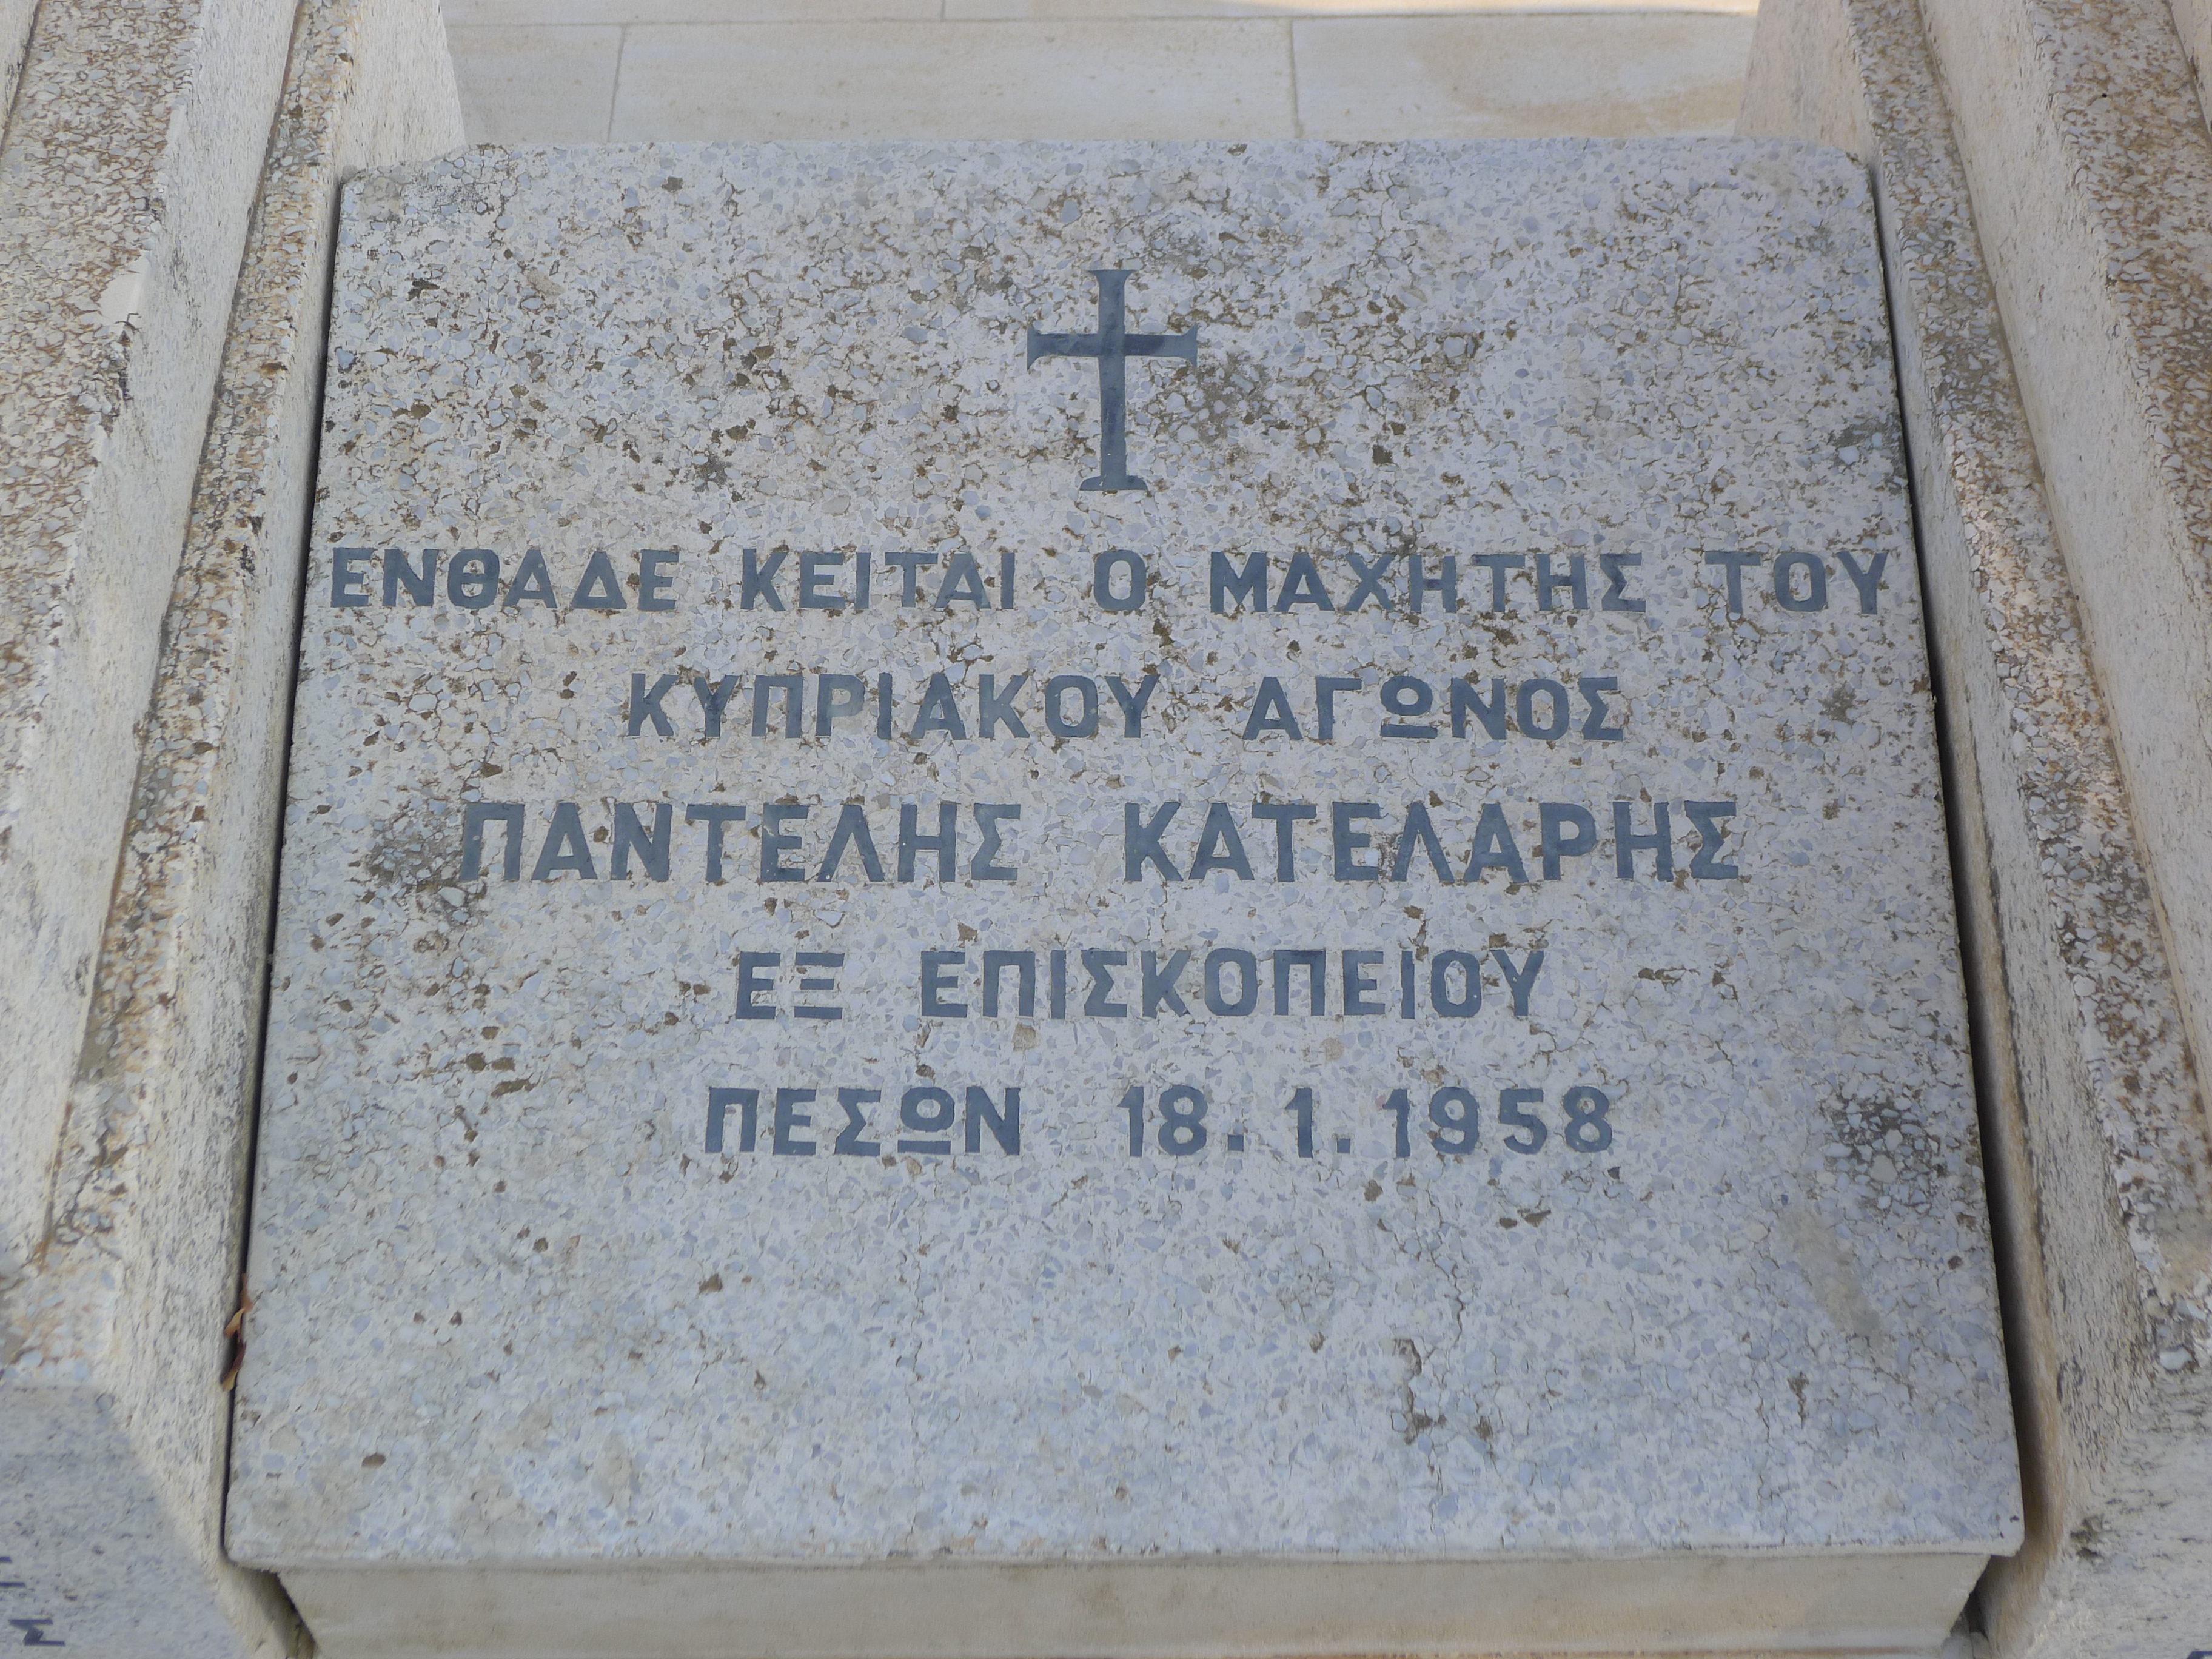 ΕΝΘΑΔΕ ΚΕΙΤΑΙ Ο ΜΑΧΗΤΗΣ ΤΟΥ
ΚΥΠΡΙΑΚΟΥ ΑΓΩΝΟΣ
ΠΑΝΤΕΛΗΣ ΚΑΤΕΛΑΡΗΣ
ΕΞ ΕΠΙΣΚΟΠΕΙΟΥ
ΠΕΣΩΝ 18.1.1958